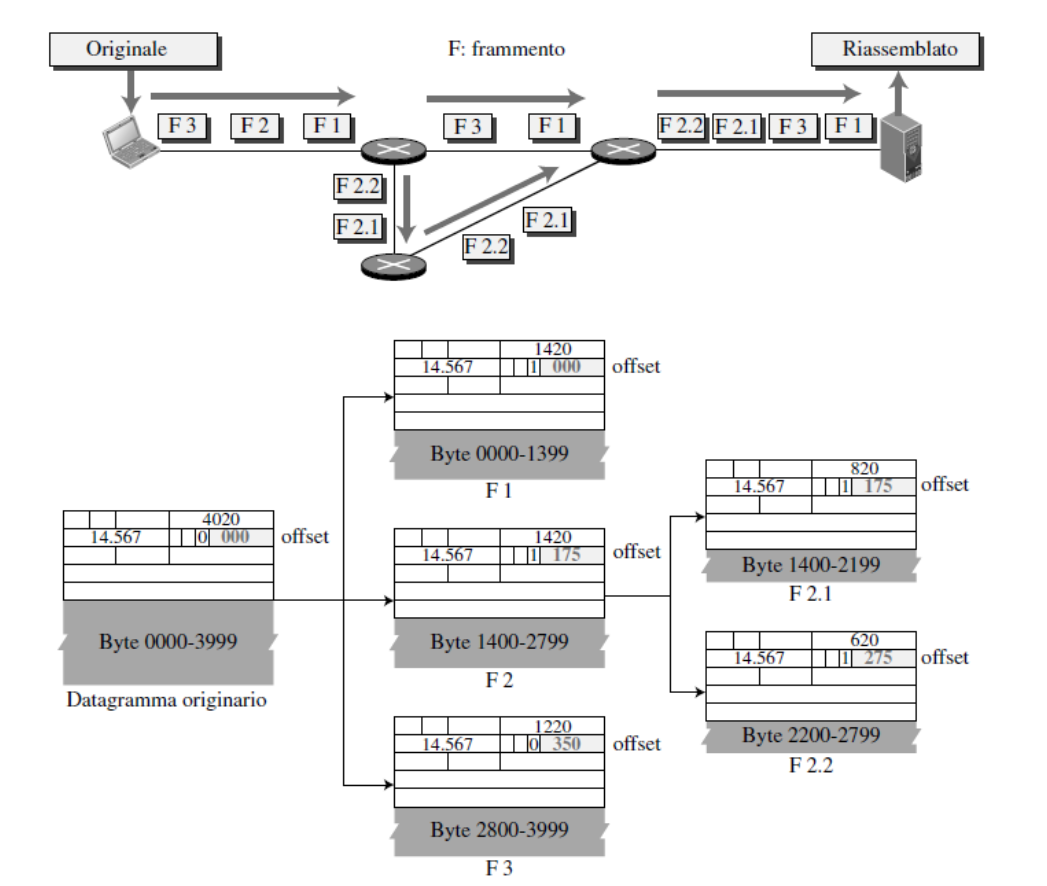 Originale
F: frammento
Riassemblato
F 3 F 2 F 1
F 3 F 1
F 2.2 F 2.1 F 3 F 1
F 2.2
F 2.1
F 2.1
F 2.2
1420
14.567 1 000 offset
Byte 0000-1399
F 1
4020
14.567 0 000 offset
Byte 0000-3999
Datagramma originario
1420
14.567 1 175 offset
Byte 1400-2799
F 2
1220
14.567 0 350 offset
Byte 2800-3999
F 3
820
14.567 1 175 offset
Byte 1400-2199
F 2.1
620
14.567 1 275 offset
Byte 2200-2799
F 2.2